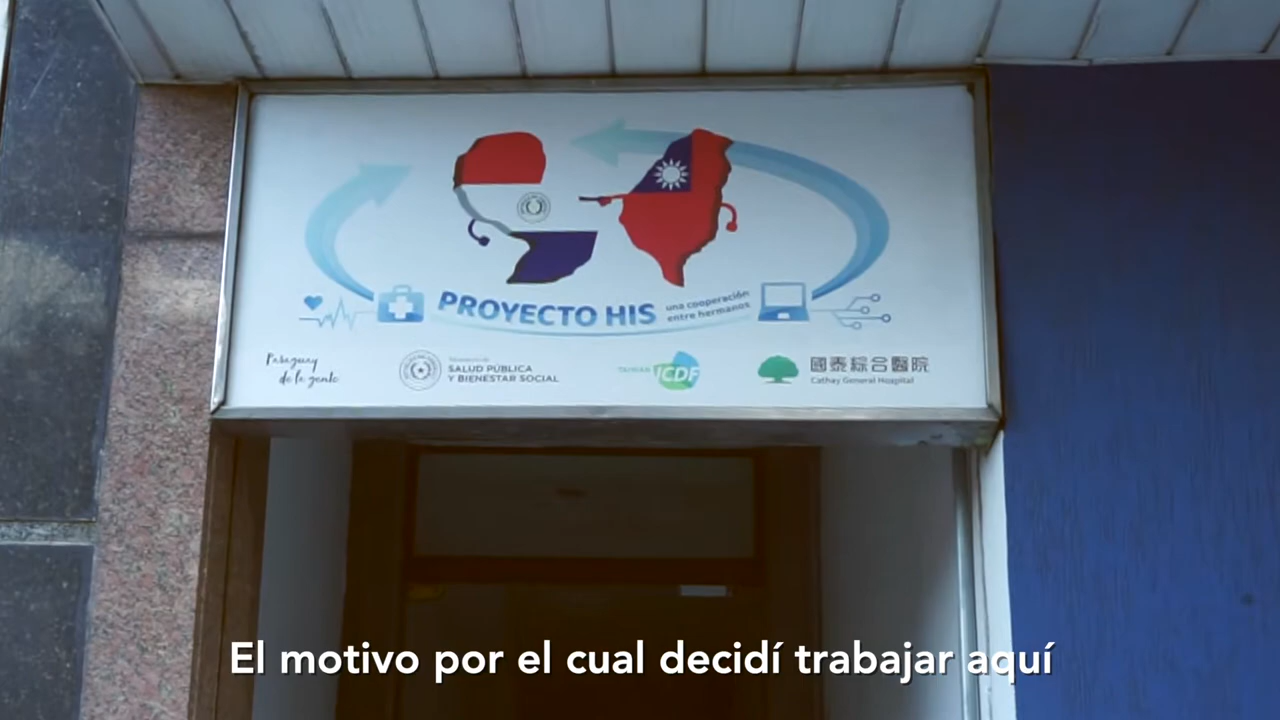 PROYECTO HIS
una cooperación
entre hermanos
Paraguay
de la gente
SALUD PÚBLICA
Y BIENESTAR SOCIAL
TAIWAN ICDF
國泰綜合醫院
Cathay General Hospital
El motivo por el cual decidí trabajar aquí